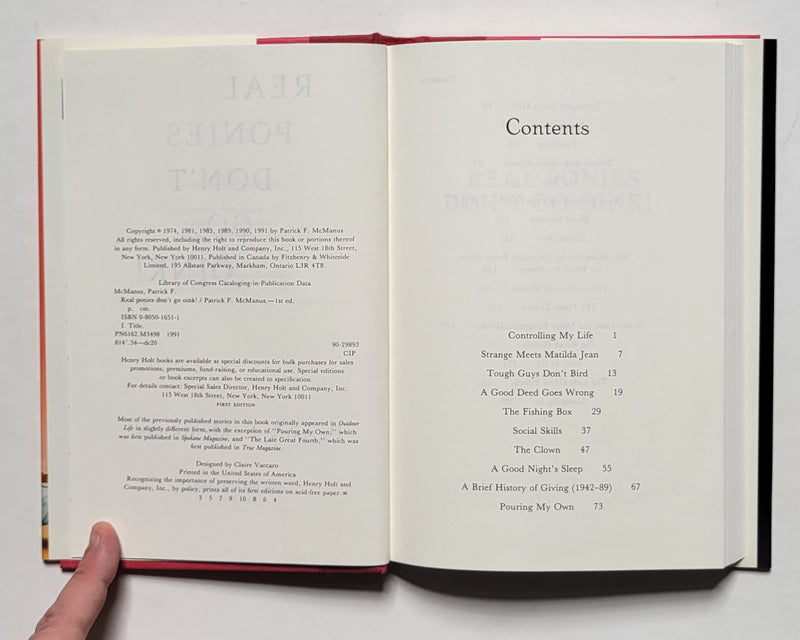 Copyright © 1974, 1981, 1985, 1989, 1990, 1991 by Patrick F. McManus
All rights reserved, including the right to reproduce this book or portions thereof
in any form. Published by Henry Holt and Company, Inc., 115 West 18th Street,
New York, New York 10011. Published in Canada by Fitzhenry & Whiteside
Limited, 195 Allstate Parkway, Markham, Ontario L3R 4T8.
Library of Congress Cataloging-in-Publication Data
McManus, Patrick F.
Real ponies don't go oink! / Patrick F. McManus.—1st ed.
p. cm.
ISBN 0-8050-1651-1
I. Title.
PN6162.M3498 1991
814'.54—dc20 90-29893
CIP
Henry Holt books are available at special discounts for bulk purchases for sales
promotions, premiums, fund-raising, or educational use. Special editions
or book excerpts can also be created to specification.
For details contact: Special Sales Director, Henry Holt and Company, Inc.
115 West 18th Street, New York, New York 10011
FIRST EDITION
Most of the previously published stories in this book originally appeared in Outdoor
Life in slightly different form, with the exception of "Pouring My Own," which
was first published in Spokane Magazine, and "The Late Great Fourth," which was
first published in True Magazine.
Designed by Claire Vaccaro
Printed in the United States of America
Recognizing the importance of preserving the written word, Henry Holt and
Company, Inc., by policy, prints all of its first editions on acid-free paper. ∞
3 5 7 9 10 8 6 4
Contents
Controlling My Life 1
Strange Meets Matilda Jean 7
Tough Guys Don't Bird 13
A Good Deed Goes Wrong 19
The Fishing Box 29
Social Skills 37
The Clown 47
A Good Night's Sleep 55
A Brief History of Giving (1942–89) 67
Pouring My Own 73